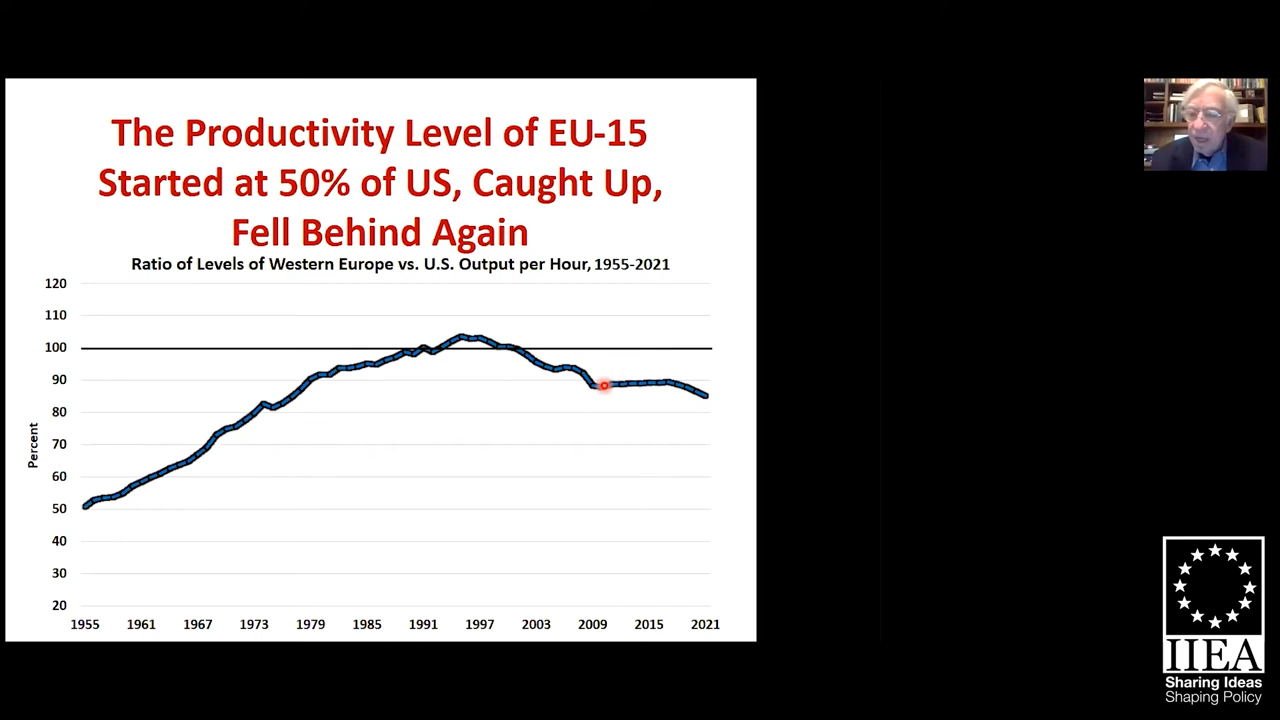 The Productivity Level of EU-15
Started at 50% of US, Caught Up,
Fell Behind Again
Ratio of Levels of Western Europe vs. U.S. Output per Hour, 1955-2021
120
110
100
90
80
70
60
50
40
30
20
Percent
1955 1961 1967 1973 1979 1985 1991 1997 2003 2009 2015 2021
IIEA
Sharing Ideas
Shaping Policy